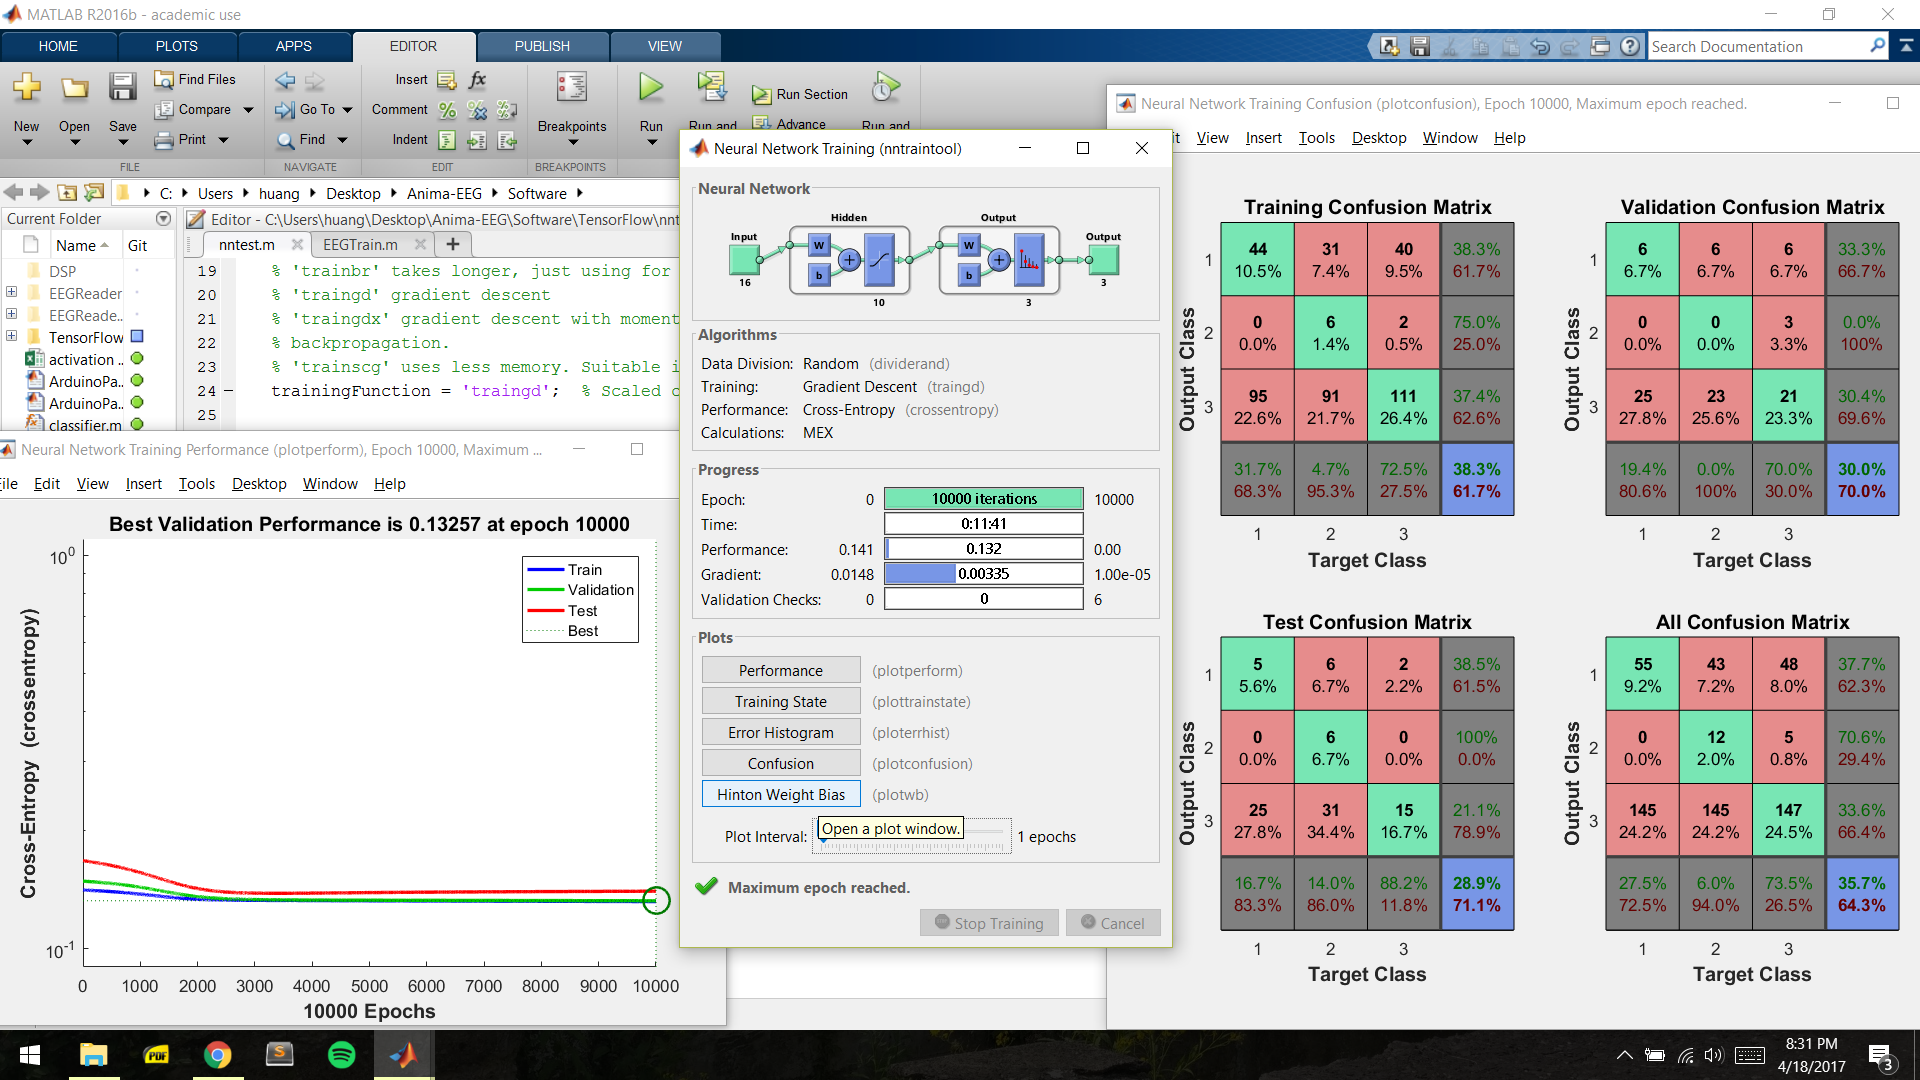 MATLAB R2016b - academic use
HOME PLOTS APPS EDITOR PUBLISH VIEW
Search Documentation
New Open Save Find Files Compare Print
FILE
Go To Find
NAVIGATE
Insert fx
Comment
Indent
EDIT
Breakpoints
BREAKPOINTS
Run
Run and
Run Section
Advance
Run and
C: Users huang Desktop Anima-EEG Software
Current Folder
Name Git
DSP
EEGReader
EEGReade..
TensorFlow
activation ..
ArduinoPa..
ArduinoPa..
classifier.m
Editor - C:\Users\huang\Desktop\Anima-EEG\Software\TensorFlow\nnt
nntest.m EEGTrain.m
19 % 'trainbr' takes longer, just using for
20 % 'traingd' gradient descent
21 % 'traingdx' gradient descent with moment
22 % backpropagation.
23 % 'trainscg' uses less memory. Suitable i
24 trainingFunction = 'traingd'; % Scaled c
25
Neural Network Training Performance (plotperform), Epoch 10000, Maximum ...
ile Edit View Insert Tools Desktop Window Help
Best Validation Performance is 0.13257 at epoch 10000
Cross-Entropy (crossentropy)
10⁰
10⁻¹
Train
Validation
Test
Best
0 1000 2000 3000 4000 5000 6000 7000 8000 9000 10000
10000 Epochs
Neural Network Training (nntraintool)
Neural Network
Hidden Output
Input W b W b Output
16 10 3 3
Algorithms
Data Division: Random (dividerand)
Training: Gradient Descent (traingd)
Performance: Cross-Entropy (crossentropy)
Calculations: MEX
Progress
Epoch: 0 10000 iterations 10000
Time: 0:11:41
Performance: 0.141 0.132 0.00
Gradient: 0.0148 0.00335 1.00e-05
Validation Checks: 0 0 6
Plots
Performance (plotperform)
Training State (plottrainstate)
Error Histogram (ploterrhist)
Confusion (plotconfusion)
Hinton Weight Bias (plotwb)
Open a plot window.
Plot Interval: 1 epochs
Maximum epoch reached.
Stop Training Cancel
Neural Network Training Confusion (plotconfusion), Epoch 10000, Maximum epoch reached.
it View Insert Tools Desktop Window Help
Training Confusion Matrix
Output Class
1 44 31 40 38.3%
10.5% 7.4% 9.5% 61.7%
2 0 6 2 75.0%
0.0% 1.4% 0.5% 25.0%
3 95 91 111 37.4%
22.6% 21.7% 26.4% 62.6%
31.7% 4.7% 72.5% 38.3%
68.3% 95.3% 27.5% 61.7%
1 2 3
Target Class
Validation Confusion Matrix
Output Class
1 6 6 6 33.3%
6.7% 6.7% 6.7% 66.7%
2 0 0 3 0.0%
0.0% 0.0% 3.3% 100%
3 25 23 21 30.4%
27.8% 25.6% 23.3% 69.6%
19.4% 0.0% 70.0% 30.0%
80.6% 100% 30.0% 70.0%
1 2 3
Target Class
Test Confusion Matrix
Output Class
1 5 6 2 38.5%
5.6% 6.7% 2.2% 61.5%
2 0 6 0 100%
0.0% 6.7% 0.0% 0.0%
3 25 31 15 21.1%
27.8% 34.4% 16.7% 78.9%
16.7% 14.0% 88.2% 28.9%
83.3% 86.0% 11.8% 71.1%
1 2 3
Target Class
All Confusion Matrix
Output Class
1 55 43 48 37.7%
9.2% 7.2% 8.0% 62.3%
2 0 12 5 70.6%
0.0% 2.0% 0.8% 29.4%
3 145 145 147 33.6%
24.2% 24.2% 24.5% 66.4%
27.5% 6.0% 73.5% 35.7%
72.5% 94.0% 26.5% 64.3%
1 2 3
Target Class
PDF
S
8:31 PM
4/18/2017
3